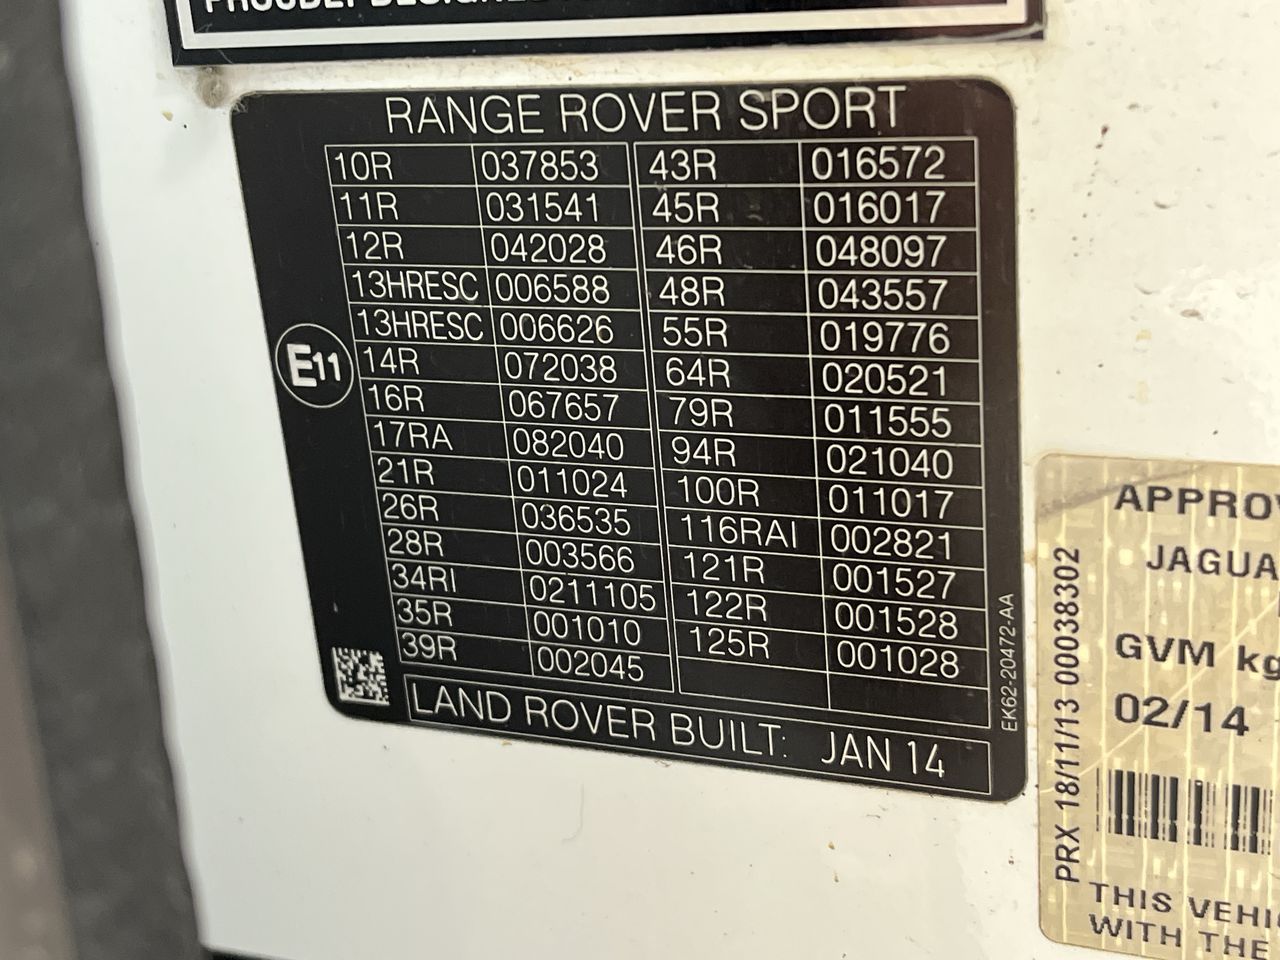 RANGE ROVER SPORT
10R 037853 43R 016572
11R 031541 45R 016017
12R 042028 46R 048097
13HRESC 006588 48R 043557
13HRESC 006626 55R 019776
14R 072038 64R 020521
16R 067657 79R 011555
17RA 082040 94R 021040
21R 011024 100R 011017
26R 036535 116RAI 002821
28R 003566 121R 001527
34RI 0211105 122R 001528
35R 001010 125R 001028
39R 002045
E11
LAND ROVER BUILT: JAN 14
EK62-20472-AA
PRX 18/11/13 00038302
APPROV
JAGUA
GVM kg
02/14
THIS VEHI
WITH THE